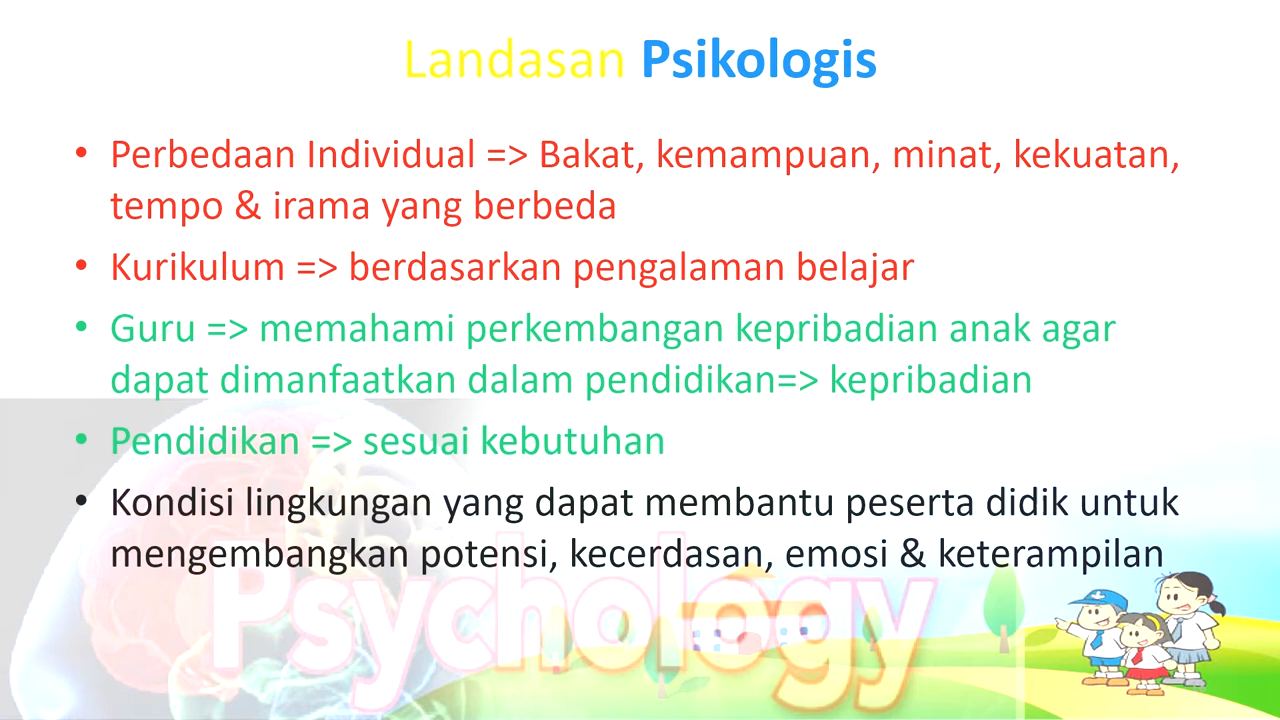 Landasan Psikologis
• Perbedaan Individual => Bakat, kemampuan, minat, kekuatan,
tempo & irama yang berbeda
• Kurikulum => berdasarkan pengalaman belajar
• Guru => memahami perkembangan kepribadian anak agar
dapat dimanfaatkan dalam pendidikan=> kepribadian
• Pendidikan => sesuai kebutuhan
• Kondisi lingkungan yang dapat membantu peserta didik untuk
mengembangkan potensi, kecerdasan, emosi & keterampilan
Psychology